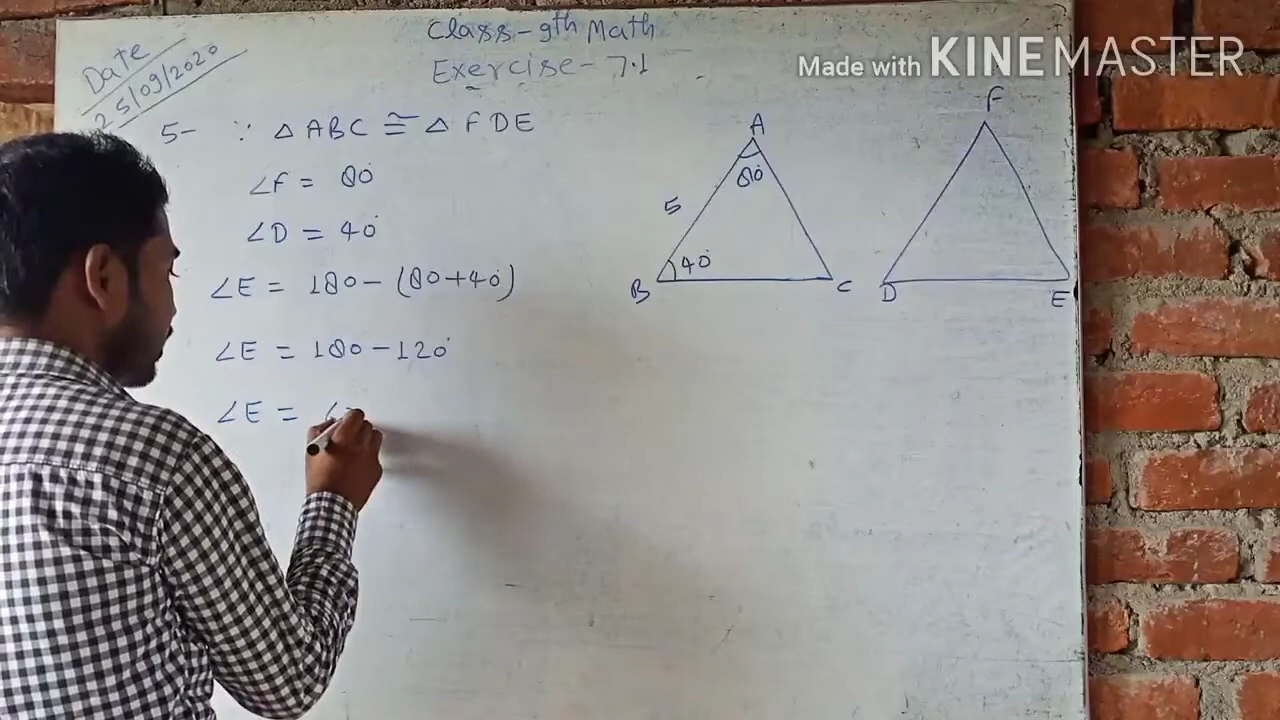 Class-9th Math
Exercise-7.1
Made with KINEMASTER
Date
25/09/2020
5- ∵ △ABC ≅ △FDE
∠F = 80°
∠D = 40°
∠E = 180-(80+40°)
∠E = 180-120°
∠E =
A
80°
5
40°
B
C
F
D
E